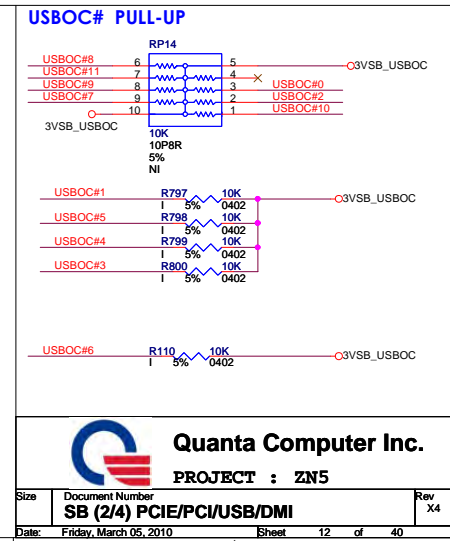 USBOC# PULL-UP
RP14
USBOC#8 6 5 3VSB_USBOC
USBOC#11 7 4
USBOC#9 8 3 USBOC#0
USBOC#7 9 2 USBOC#2
10 1 USBOC#10
3VSB_USBOC
10K
10P8R
5%
NI
USBOC#1 R797 10K 3VSB_USBOC
I 5% 0402
USBOC#5 R798 10K
I 5% 0402
USBOC#4 R799 10K
I 5% 0402
USBOC#3 R800 10K
I 5% 0402
USBOC#6 R110 10K 3VSB_USBOC
I 5% 0402
Quanta Computer Inc.
PROJECT : ZN5
Size Document Number Rev
SB (2/4) PCIE/PCI/USB/DMI X4
Date: Friday, March 05, 2010 Sheet 12 of 40